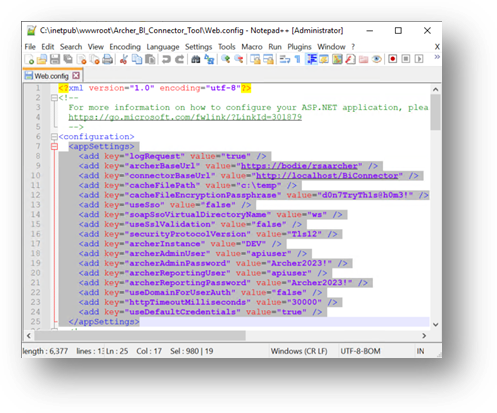 C:\inetpub\wwwroot\Archer_BI_Connector_Tool\Web.config - Notepad++ [Administrator]
File Edit Search View Encoding Language Settings Tools Macro Run Plugins Window ?
Web.config
1 <?xml version="1.0" encoding="utf-8"?>
2 <!--
3 For more information on how to configure your ASP.NET application, plea
4 https://go.microsoft.com/fwlink/?LinkId=301879
5 -->
6 <configuration>
7 <appSettings>
8 <add key="logRequest" value="true" />
9 <add key="archerBaseUrl" value="https://bodie/rsaarcher" />
10 <add key="connectorBaseUrl" value="http://localhost/BiConnector" />
11 <add key="cacheFilePath" value="c:\temp" />
12 <add key="cacheFileEncryptionPassphrase" value="d0n7TryTh1s@h0m3!" />
13 <add key="useSso" value="false" />
14 <add key="soapSsoVirtualDirectoryName" value="ws" />
15 <add key="useSslValidation" value="false" />
16 <add key="securityProtocolVersion" value="Tls12" />
17 <add key="archerInstance" value="DEV" />
18 <add key="archerAdminUser" value="apiuser" />
19 <add key="archerAdminPassword" value="Archer2023!" />
20 <add key="archerReportingUser" value="apiuser" />
21 <add key="archerReportingPassword" value="Archer2023!" />
22 <add key="useDomainForUserAuth" value="false" />
23 <add key="httpTimeoutMilliseconds" value="30000" />
24 <add key="useDefaultCredentials" value="true" />
25 </appSettings>
length : 6,377 lines : 1 Ln : 25 Col : 17 Sel : 980 | 19 Windows (CR LF) UTF-8-BOM IN